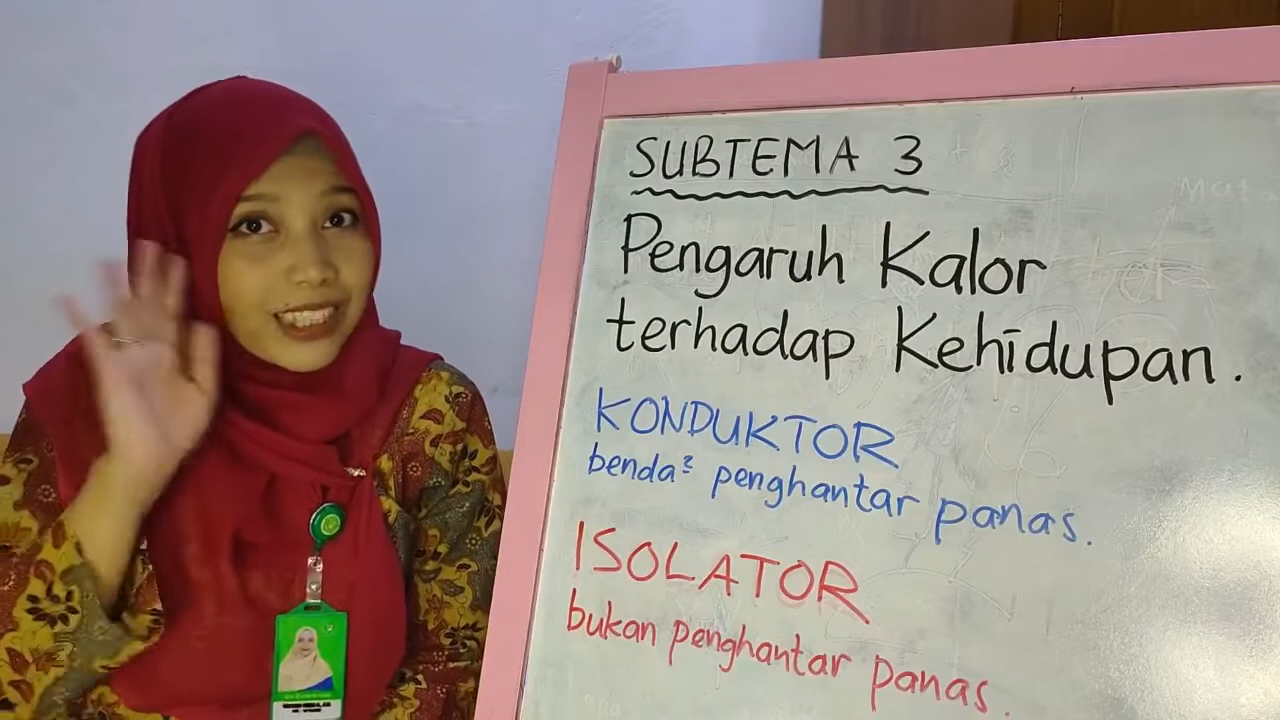 SUBTEMA 3
Pengaruh Kalor
terhadap Kehidupan.
KONDUKTOR
benda² penghantar panas.
ISOLATOR
bukan penghantar panas.